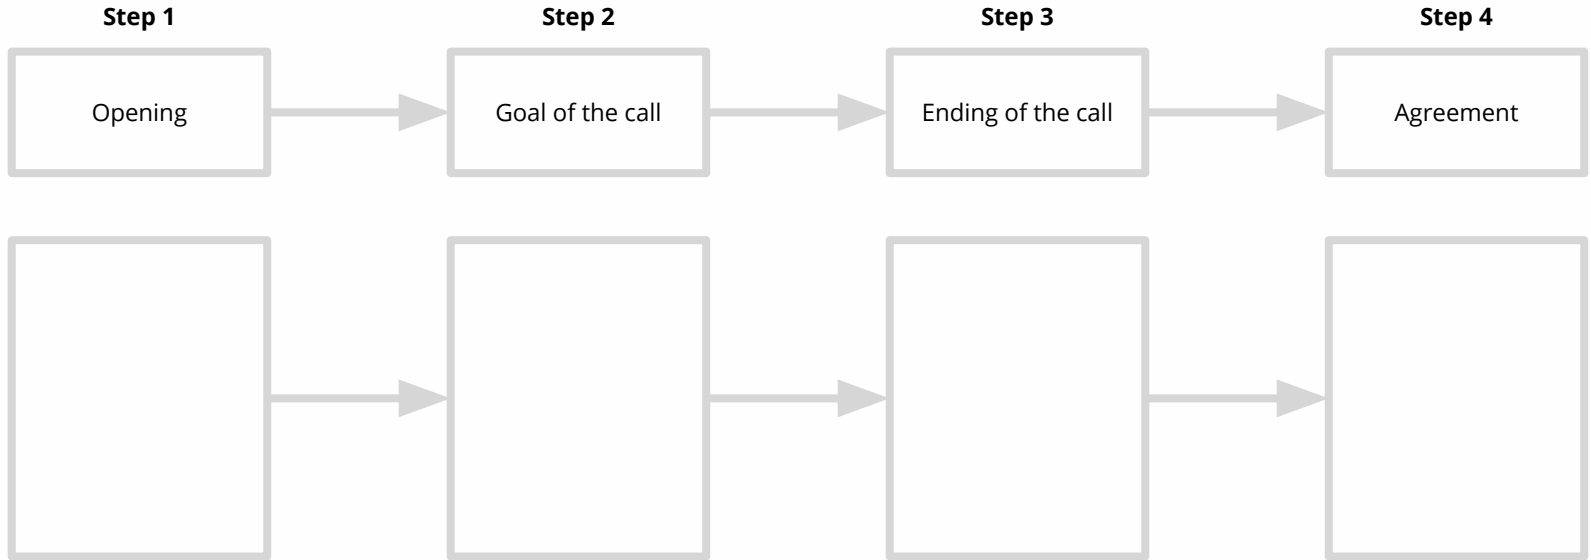 Step 1
Step 2
Step 3
Step 4
Opening
Goal of the call
Ending of the call
Agreement